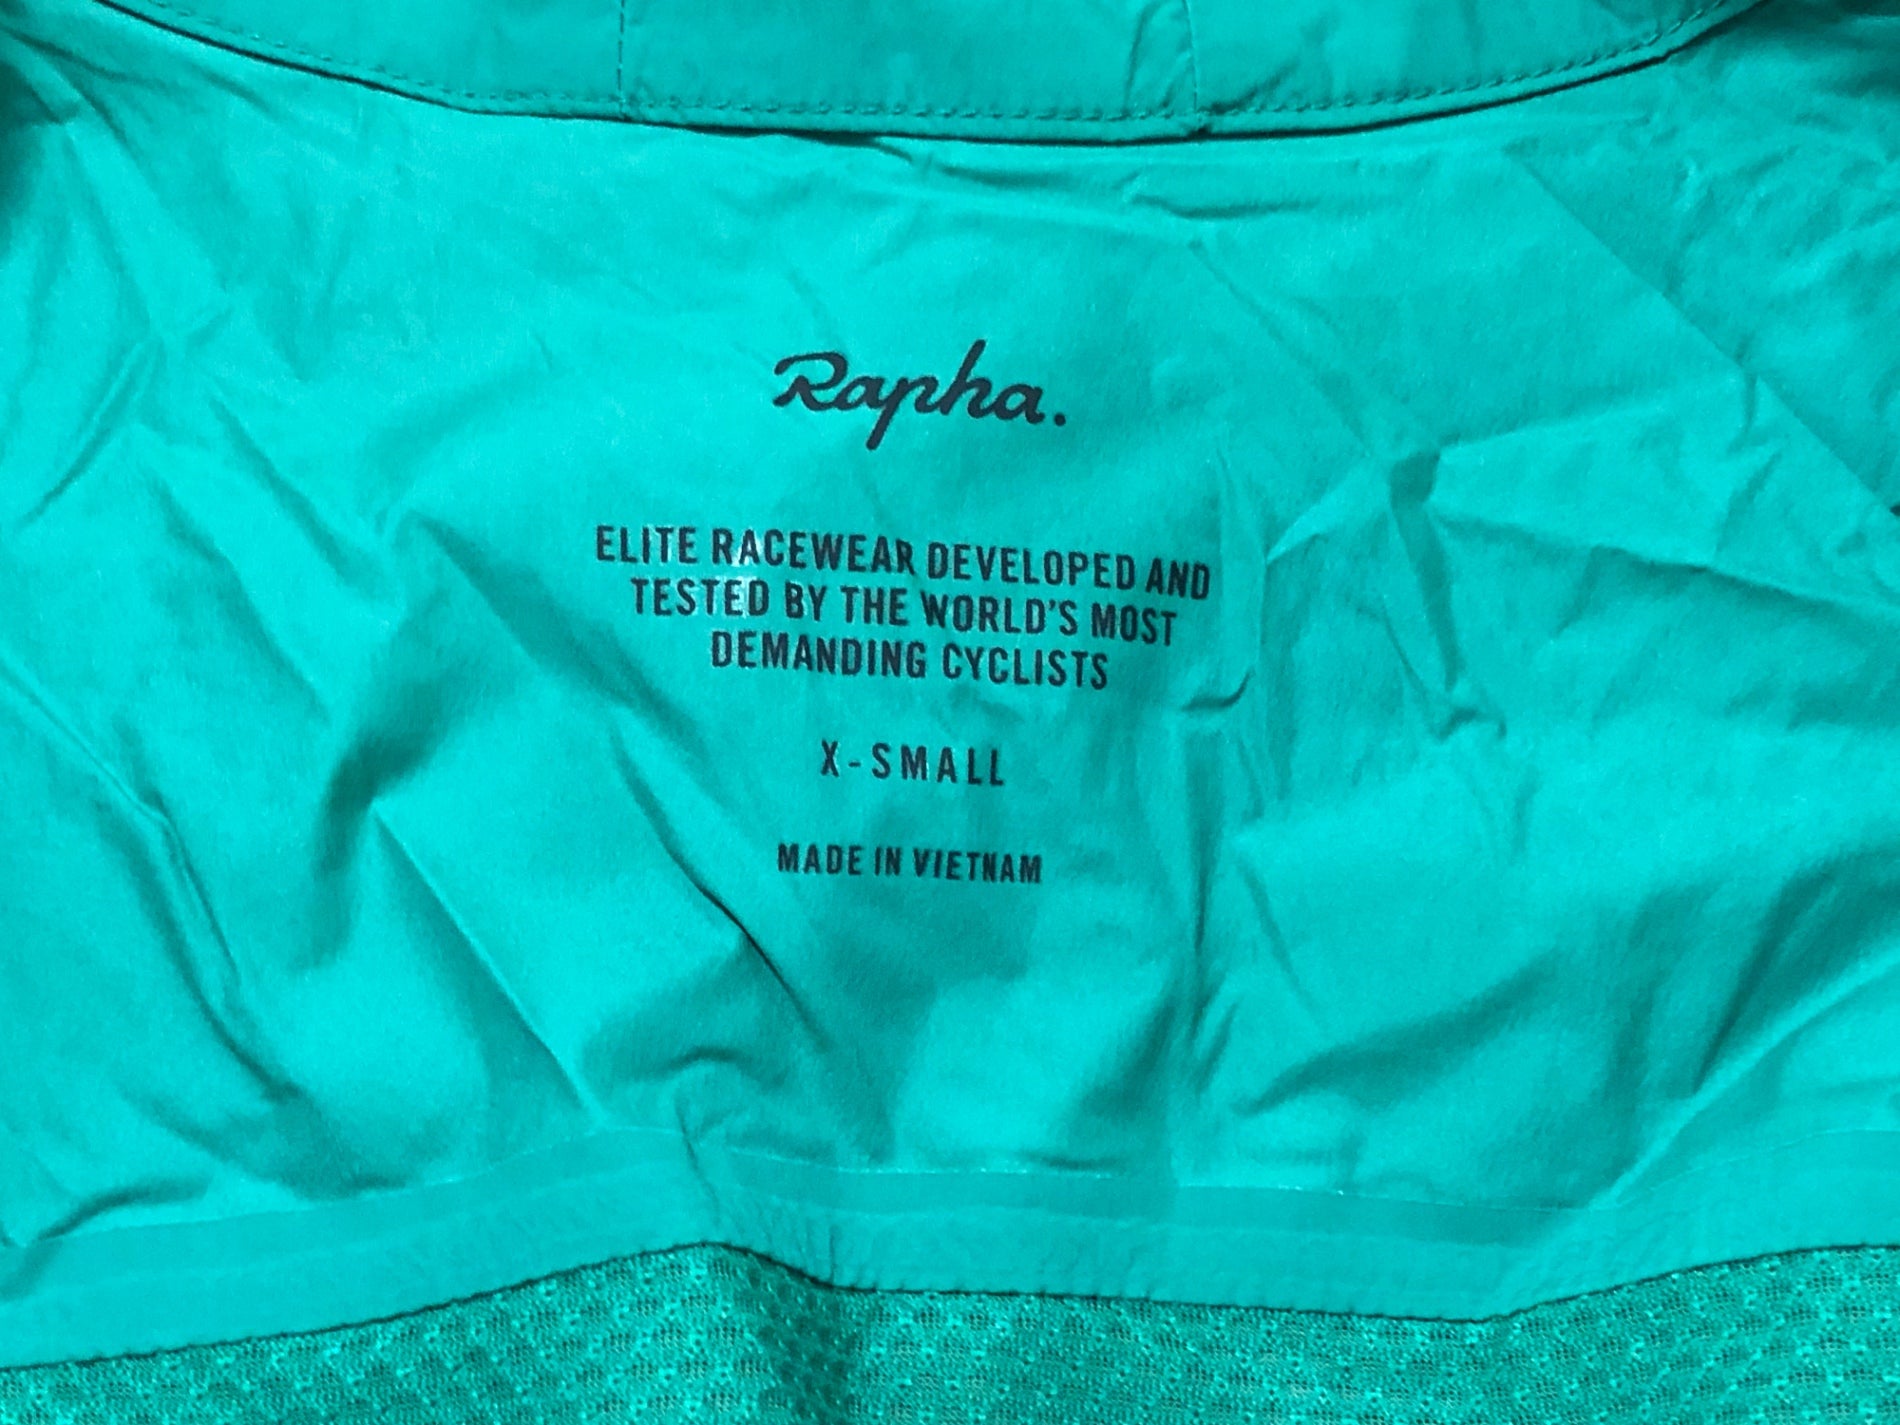 Rapha.
ELITE RACEWEAR DEVELOPED AND
TESTED BY THE WORLD'S MOST
DEMANDING CYCLISTS
X-SMALL
MADE IN VIETNAM